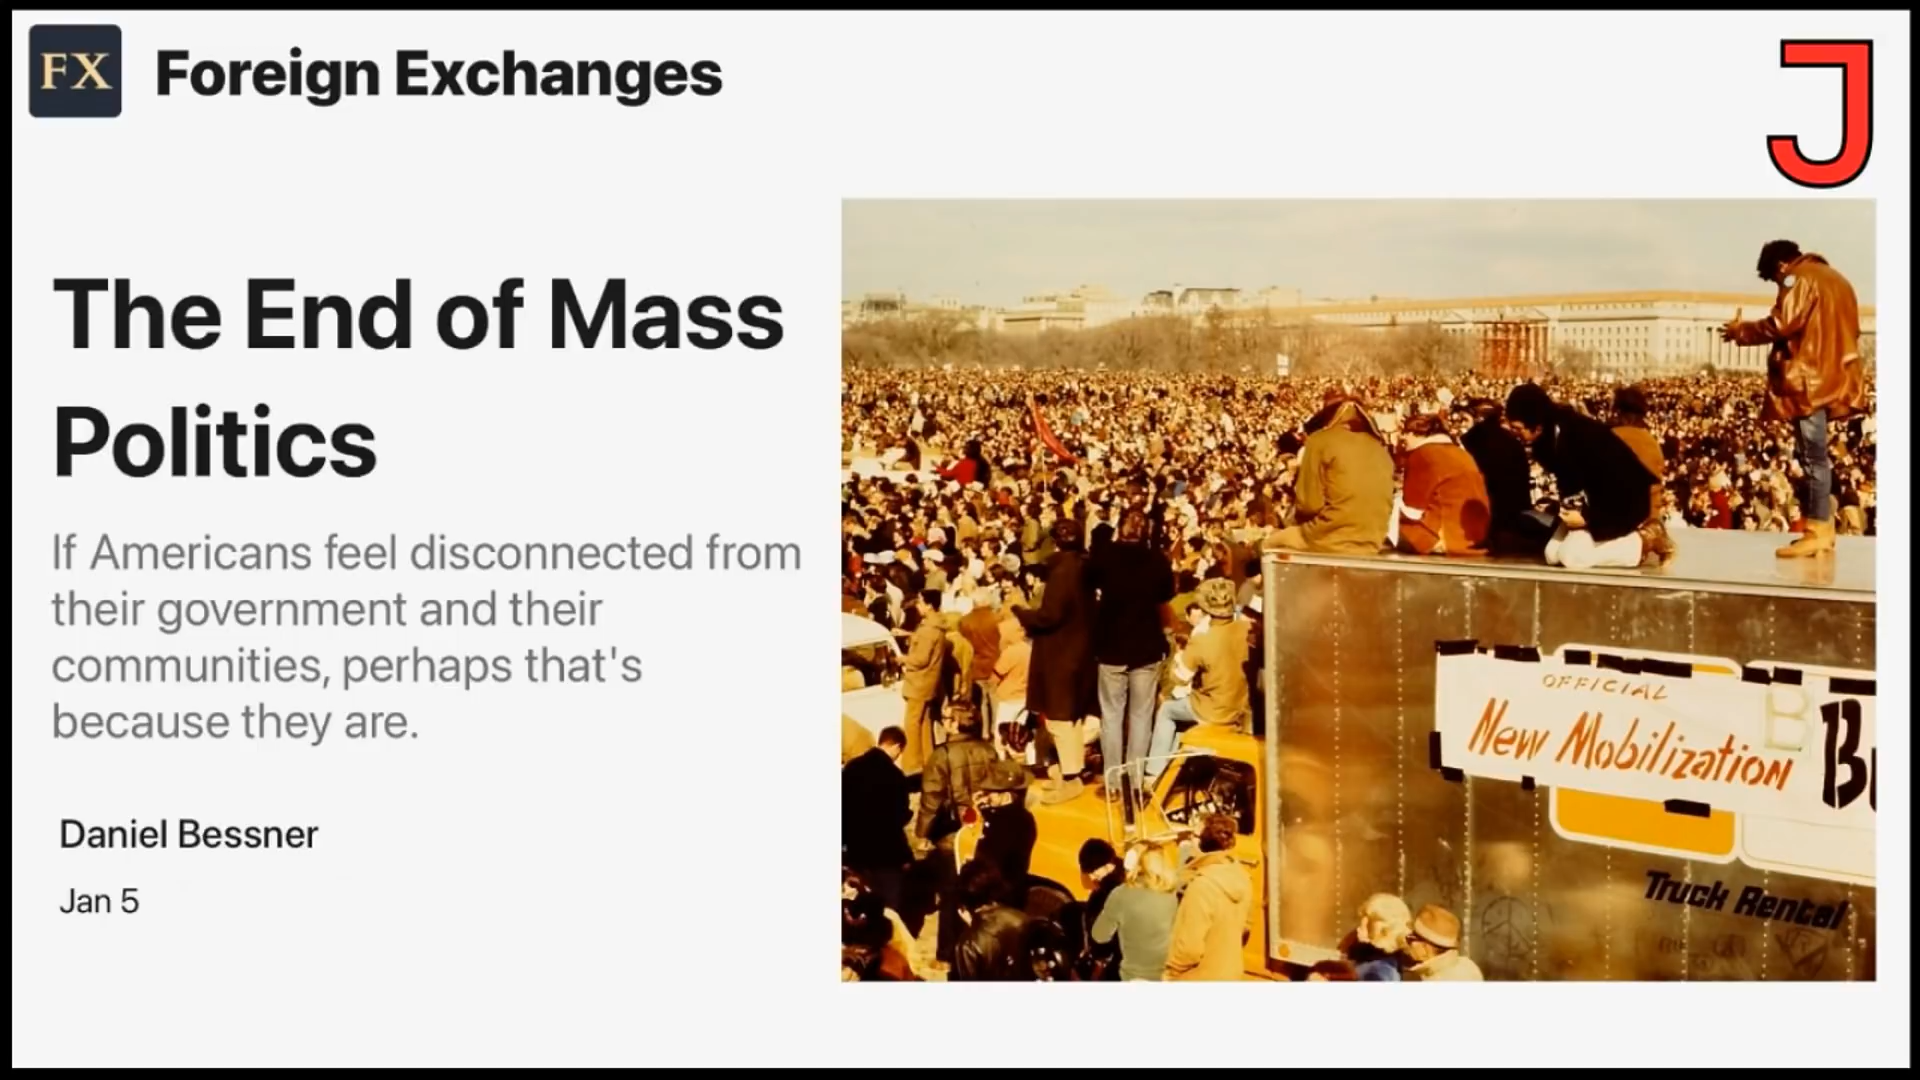 FX
Foreign Exchanges
J
The End of Mass
Politics
If Americans feel disconnected from
their government and their
communities, perhaps that's
because they are.
Daniel Bessner
Jan 5
OFFICIAL
New Mobilization
Truck Rental